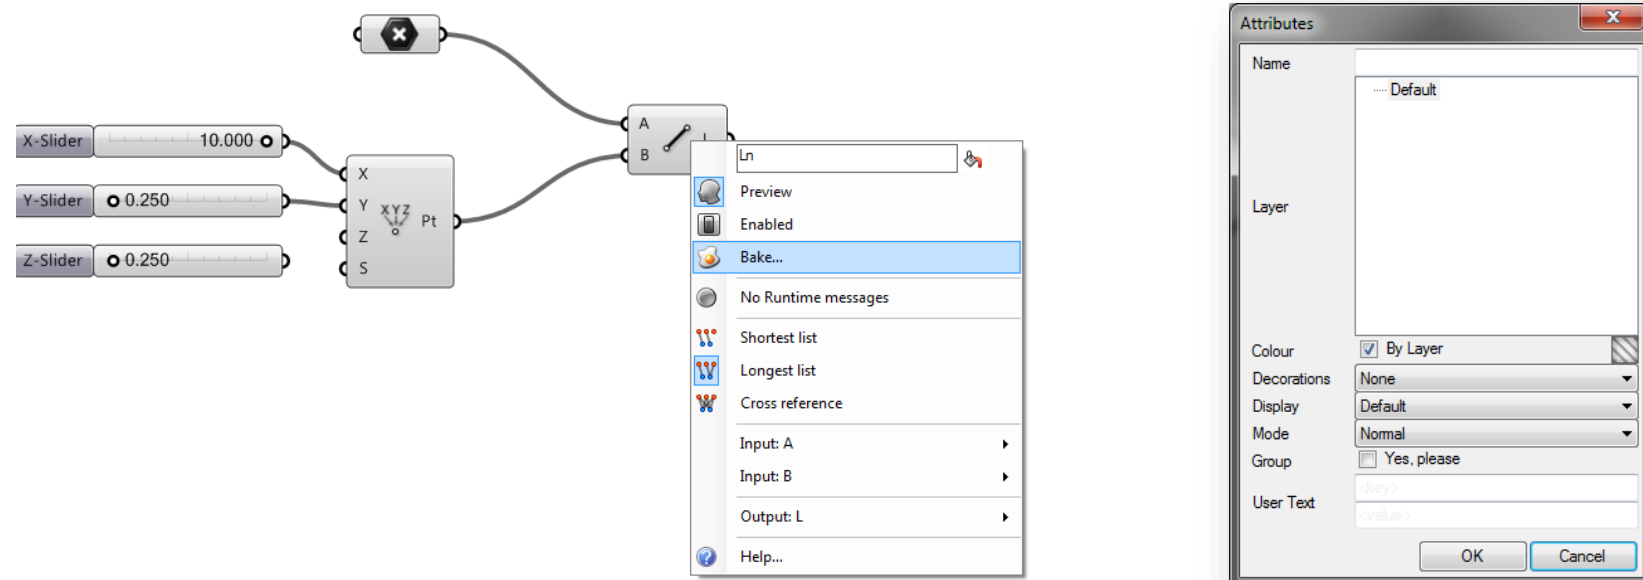 X-Slider 10.000
Y-Slider 0.250
Z-Slider 0.250
X
Y
Z
S
XYZ
Pt
A
B
L
Ln
Preview
Enabled
Bake...
No Runtime messages
Shortest list
Longest list
Cross reference
Input: A
Input: B
Output: L
Help...
Attributes
Name
Default
Layer
Colour By Layer
Decorations None
Display Default
Mode Normal
Group Yes, please
<key>
User Text
<value>
OK Cancel